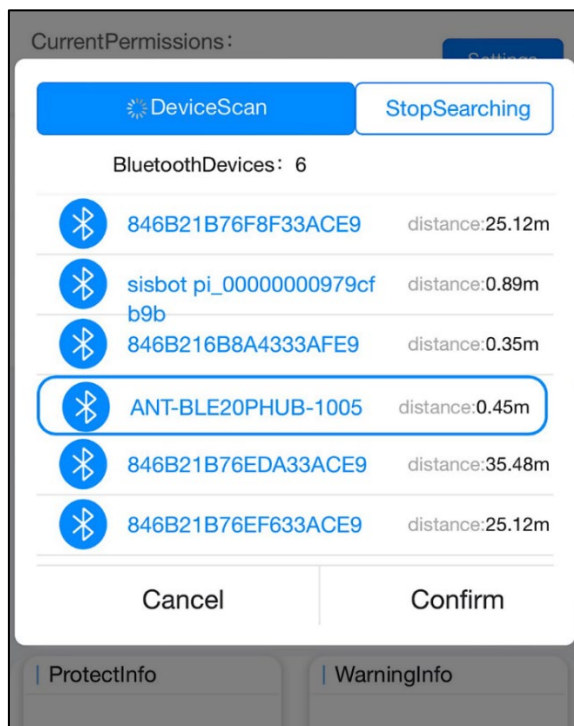 CurrentPermissions:
Settings
DeviceScan
StopSearching
BluetoothDevices: 6
846B21B76F8F33ACE9 distance:25.12m
sisbot pi_00000000979cf distance:0.89m
b9b
846B216B8A4333AFE9 distance:0.35m
ANT-BLE20PHUB-1005 distance:0.45m
846B21B76EDA33ACE9 distance:35.48m
846B21B76EF633ACE9 distance:25.12m
Cancel
Confirm
ProtectInfo
WarningInfo